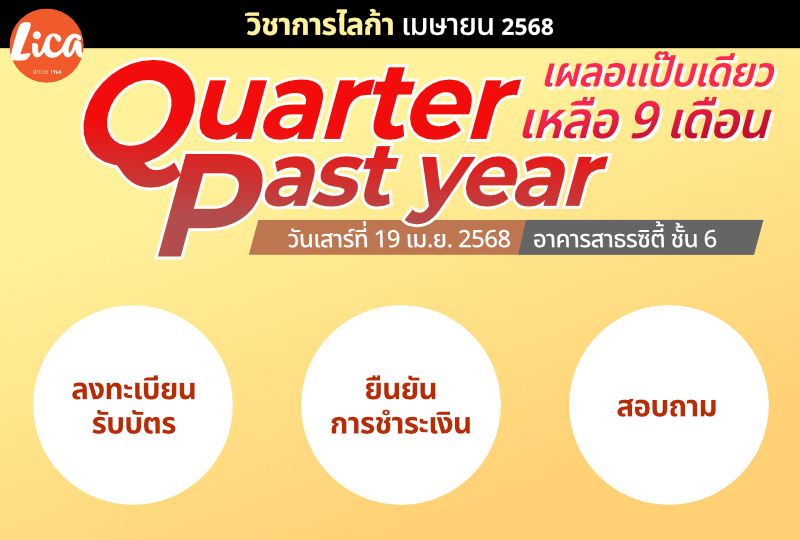 วิชาการไลก้า เมษายน 2568
Lica
since 1964
Quarter
Past year
เผลอแป๊บเดียว
เหลือ 9 เดือน
วันเสาร์ที่ 19 เม.ย. 2568 อาคารสาธรซิตี้ ชั้น 6
ลงทะเบียน
รับบัตร
ยืนยัน
การชำระเงิน
สอบถาม